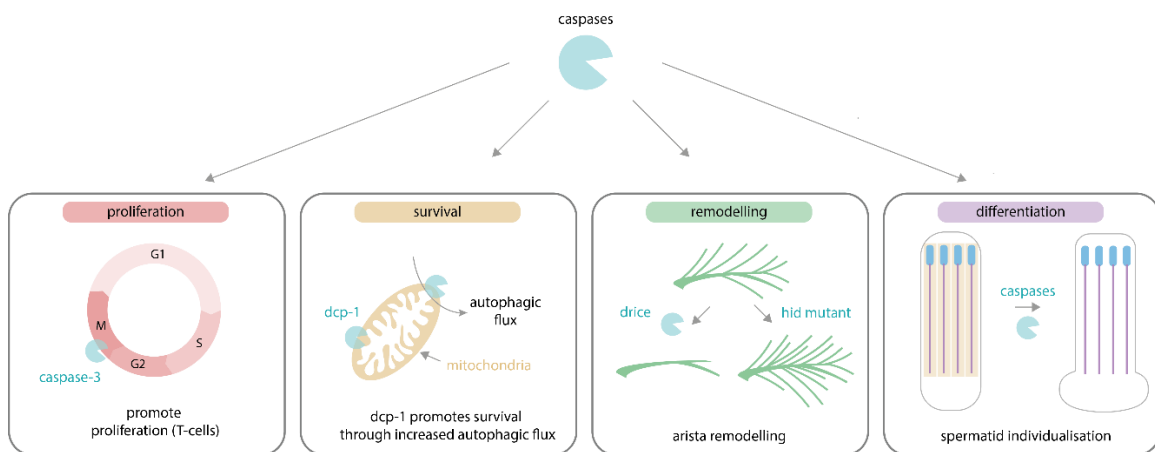 caspases
proliferation
G1
M
S
G2
caspase-3
promote
proliferation (T-cells)
survival
dcp-1
autophagic
flux
mitochondria
dcp-1 promotes survival
through increased autophagic flux
remodelling
drice
hid mutant
arista remodelling
differentiation
caspases
spermatid individualisation